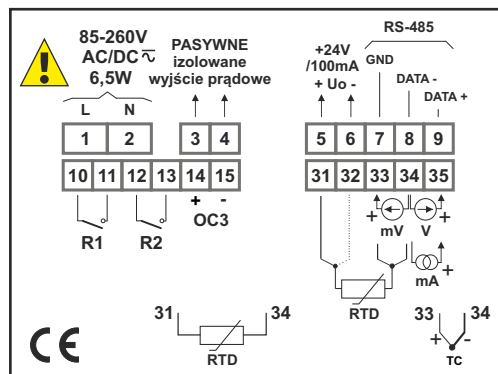 85-260V
AC/DC
6,5W
L N
PASYWNE
izolowane
wyjście prądowe
RS-485
+24V
/100mA
+ Uo -
GND
DATA -
DATA +
1 2 3 4 5 6 7 8 9
10 11 12 13 14 15 31 32 33 34 35
R1 R2
+ -
OC3
+ +
mV V
+
mA
RTD
31 34
RTD
33 34
+ -
TC
CE